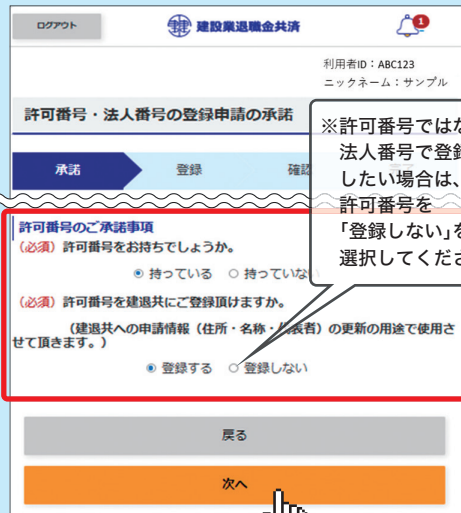 ログアウト
建設業退職金共済
1
利用者ID：ABC123
ニックネーム：サンプル
許可番号・法人番号の登録申請の承諾
承諾
登録
確認
※許可番号ではな
法人番号で登録
したい場合は、
許可番号を
「登録しない」を
選択してくださ
許可番号のご承諾事項
（必須）許可番号をお持ちでしょうか。
持っている
持っていない
（必須）許可番号を建退共にご登録頂けますか。
（建退共への申請情報（住所・名称・代表者）の更新の用途で使用さ
せて頂きます。）
登録する
登録しない
戻る
次へ